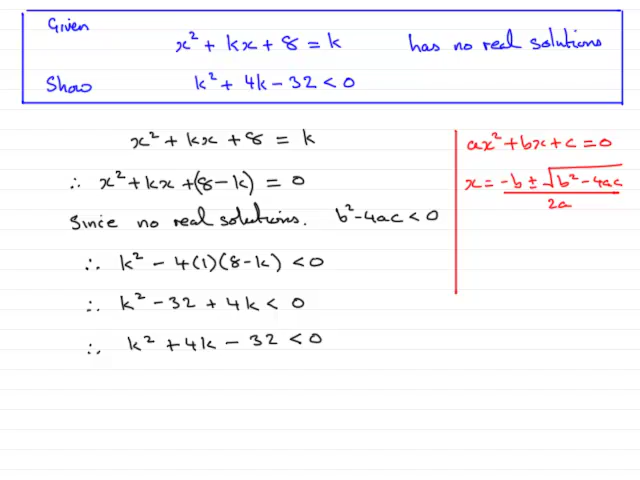 Given
x² + kx + 8 = k has no real solutions
Show k² + 4k - 32 < 0
x² + kx + 8 = k
∴ x² + kx + (8 - k) = 0
Since no real solutions. b² - 4ac < 0
∴ k² - 4(1)(8 - k) < 0
∴ k² - 32 + 4k < 0
∴ k² + 4k - 32 < 0
ax² + bx + c = 0
x = -b ± √b² - 4ac
2a